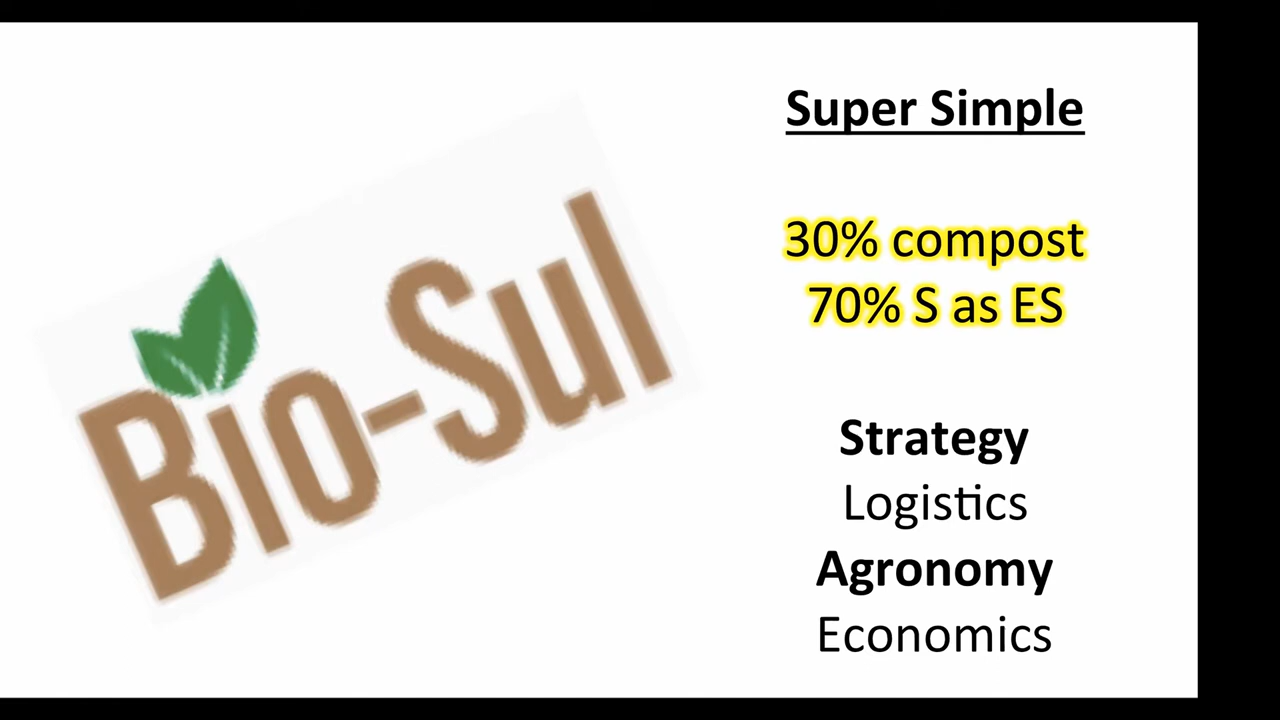 Bio-Sul
Super Simple
30% compost
70% S as ES
Strategy
Logistics
Agronomy
Economics